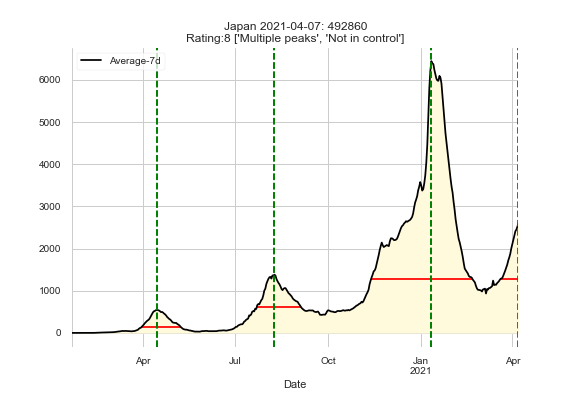 Japan 2021-04-07: 492860
Rating:8 ['Multiple peaks', 'Not in control']
Average-7d
6000
5000
4000
3000
2000
1000
0
Apr Jul Oct Jan Apr
2021
Date